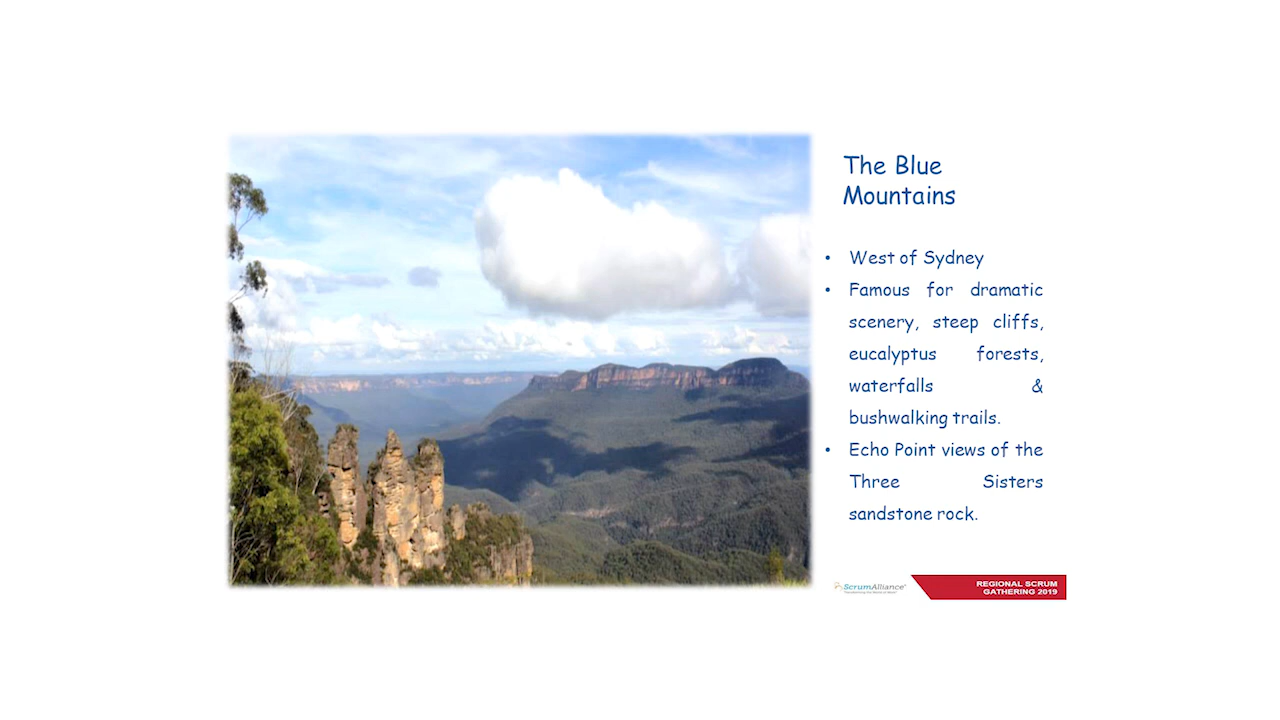 The Blue
Mountains
• West of Sydney
• Famous for dramatic
scenery, steep cliffs,
eucalyptus forests,
waterfalls &
bushwalking trails.
• Echo Point views of the
Three Sisters
sandstone rock.
ScrumAlliance
REGIONAL SCRUM
GATHERING 2019